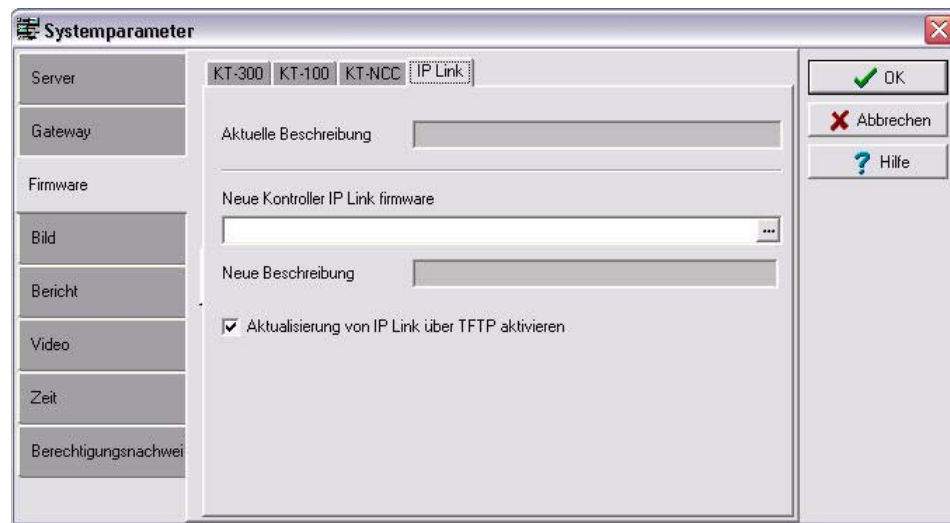 Systemparameter
Server
Gateway
Firmware
Bild
Bericht
Video
Zeit
Berechtigungsnachwei
KT-300 KT-100 KT-NCC IP Link
Aktuelle Beschreibung
Neue Kontroller IP Link firmware
...
Neue Beschreibung
Aktualisierung von IP Link über TFTP aktivieren
OK
Abbrechen
? Hilfe